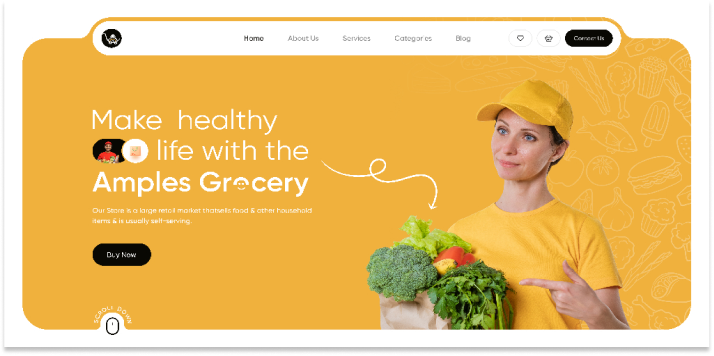 Home About Us Services Categories Blog Contact Us
Make healthy
life with the
Amples Grocery
Our Store is a large retail market thatsells food & other household
items & is usually self-serving.
Buy Now
SCROLL DOWN